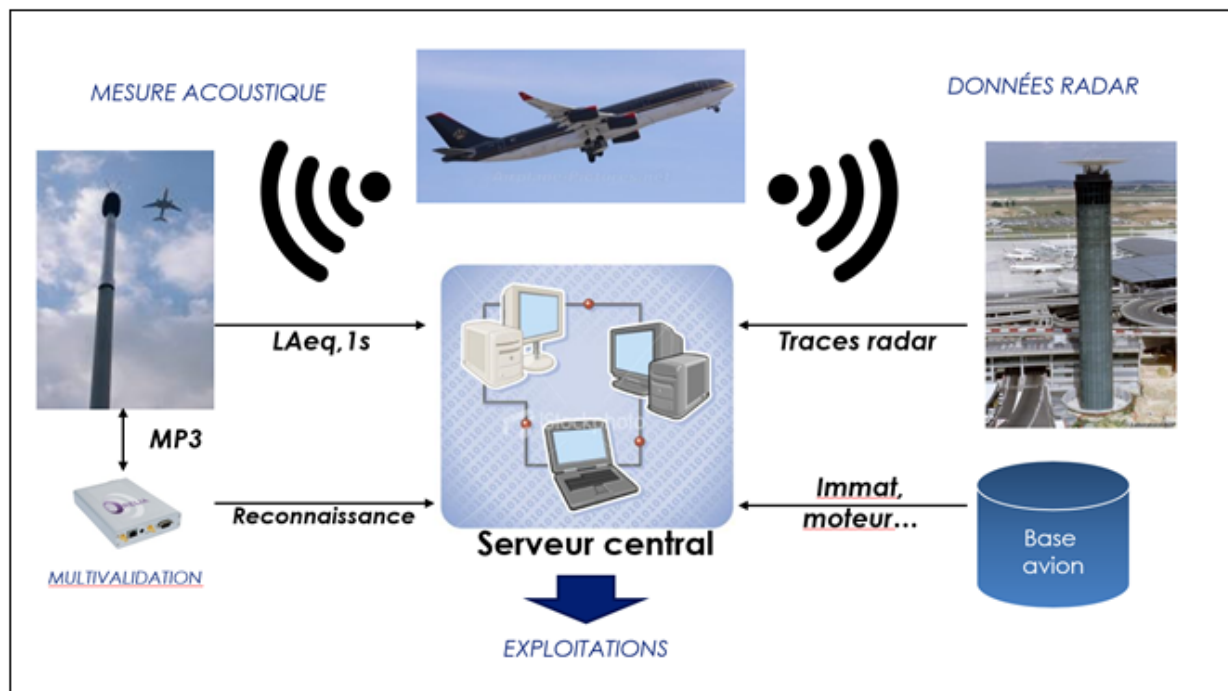 MESURE ACOUSTIQUE
DONNÉES RADAR
LAeq,1s
Traces radar
MP3
Reconnaissance
Immat,
moteur...
Serveur central
Base
avion
MULTIVALIDATION
EXPLOITATIONS